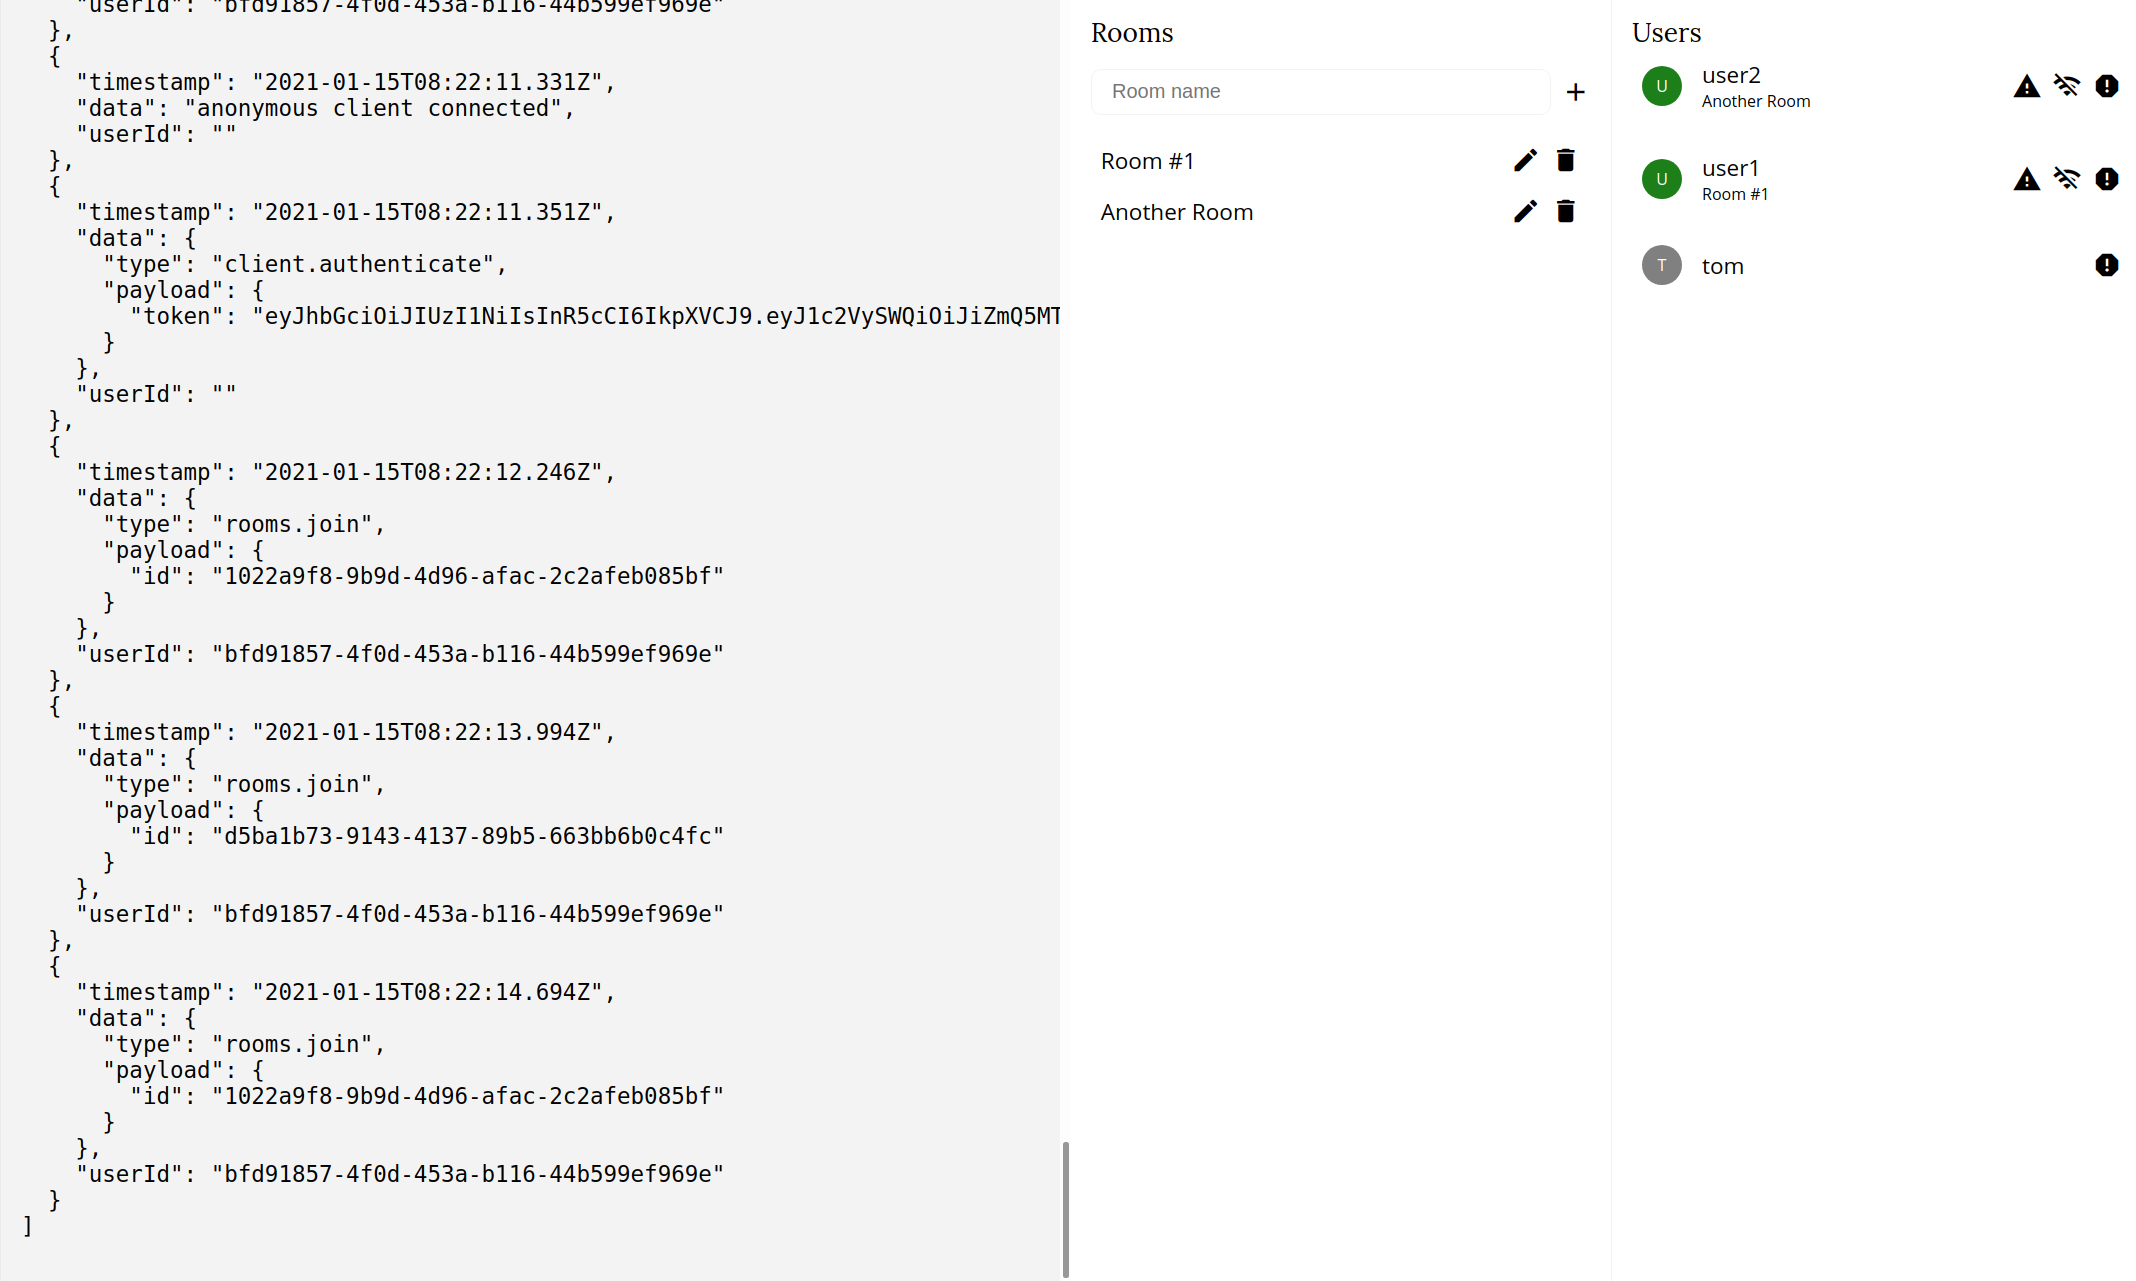 "userId": "bfd91857-4f0d-453a-b116-44b599ef969e"
},
{
"timestamp": "2021-01-15T08:22:11.331Z",
"data": "anonymous client connected",
"userId": ""
},
{
"timestamp": "2021-01-15T08:22:11.351Z",
"data": {
"type": "client.authenticate",
"payload": {
"token": "eyJhbGciOiJIUzI1NiIsInR5cCI6IkpXVCJ9.eyJ1c2VySWQiOiJiZmQ5MT
}
},
"userId": ""
},
{
"timestamp": "2021-01-15T08:22:12.246Z",
"data": {
"type": "rooms.join",
"payload": {
"id": "1022a9f8-9b9d-4d96-afac-2c2afeb085bf"
}
},
"userId": "bfd91857-4f0d-453a-b116-44b599ef969e"
},
{
"timestamp": "2021-01-15T08:22:13.994Z",
"data": {
"type": "rooms.join",
"payload": {
"id": "d5ba1b73-9143-4137-89b5-663bb6b0c4fc"
}
},
"userId": "bfd91857-4f0d-453a-b116-44b599ef969e"
},
{
"timestamp": "2021-01-15T08:22:14.694Z",
"data": {
"type": "rooms.join",
"payload": {
"id": "1022a9f8-9b9d-4d96-afac-2c2afeb085bf"
}
},
"userId": "bfd91857-4f0d-453a-b116-44b599ef969e"
}
]
Rooms
Room name
+
Room #1
Another Room
Users
U
user2
Another Room
U
user1
Room #1
T
tom